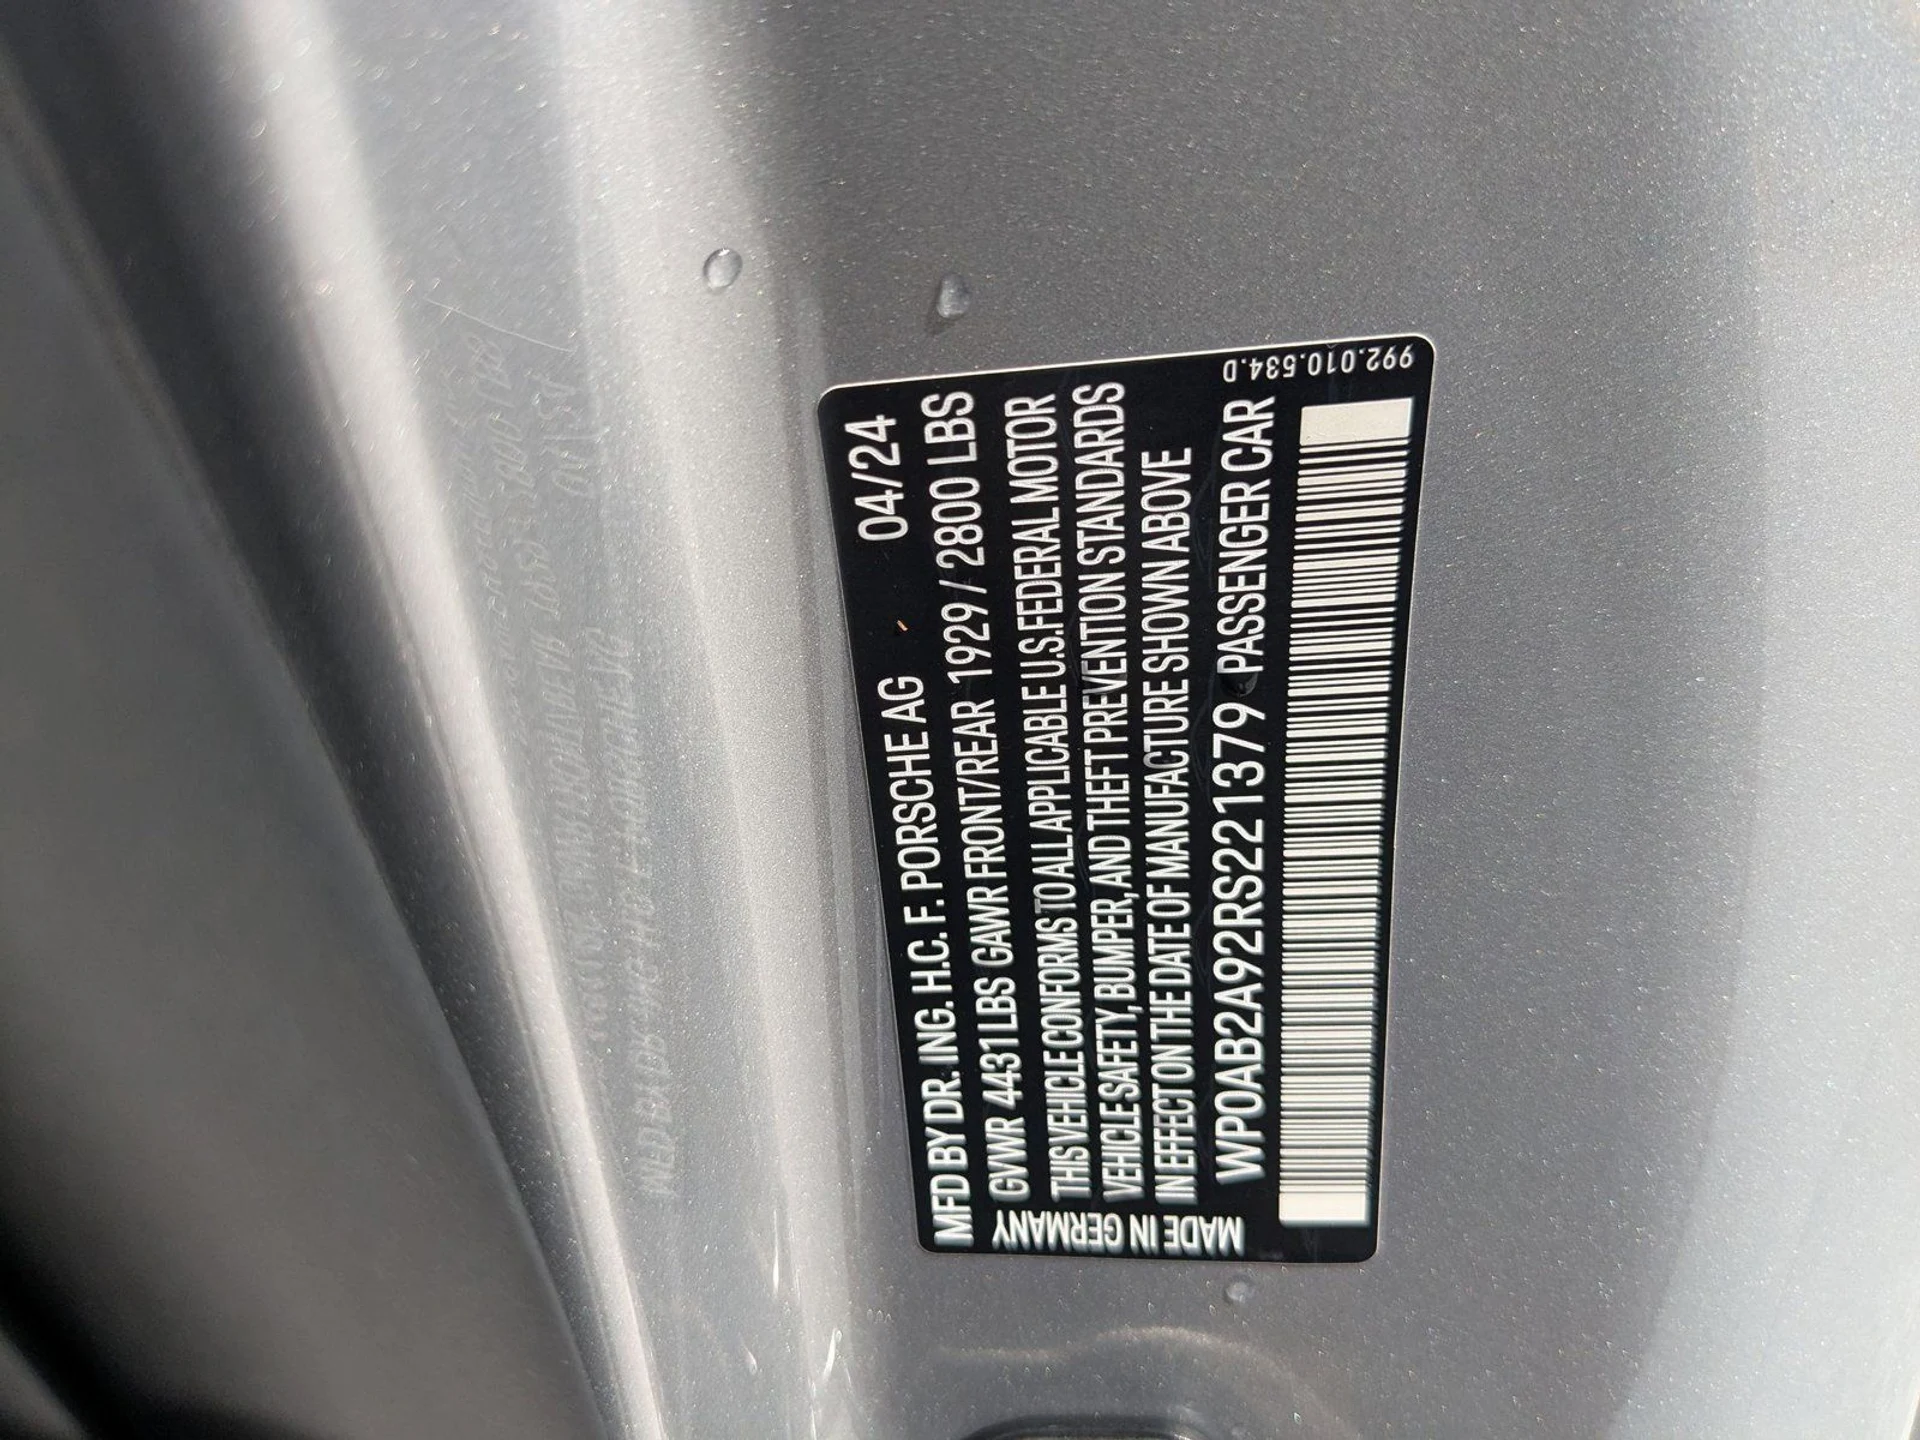 MFD BY DR. ING. H.C. F. PORSCHE AG 04/24
GVWR 4431 LBS GAWR FRONT/REAR 1929 / 2800 LBS
THIS VEHICLE CONFORMS TO ALL APPLICABLE U.S. FEDERAL MOTOR
VEHICLE SAFETY, BUMPER, AND THEFT PREVENTION STANDARDS
IN EFFECT ON THE DATE OF MANUFACTURE SHOWN ABOVE
WP0AB2A92RS221379 PASSENGER CAR
MADE IN GERMANY
992.010.534.D